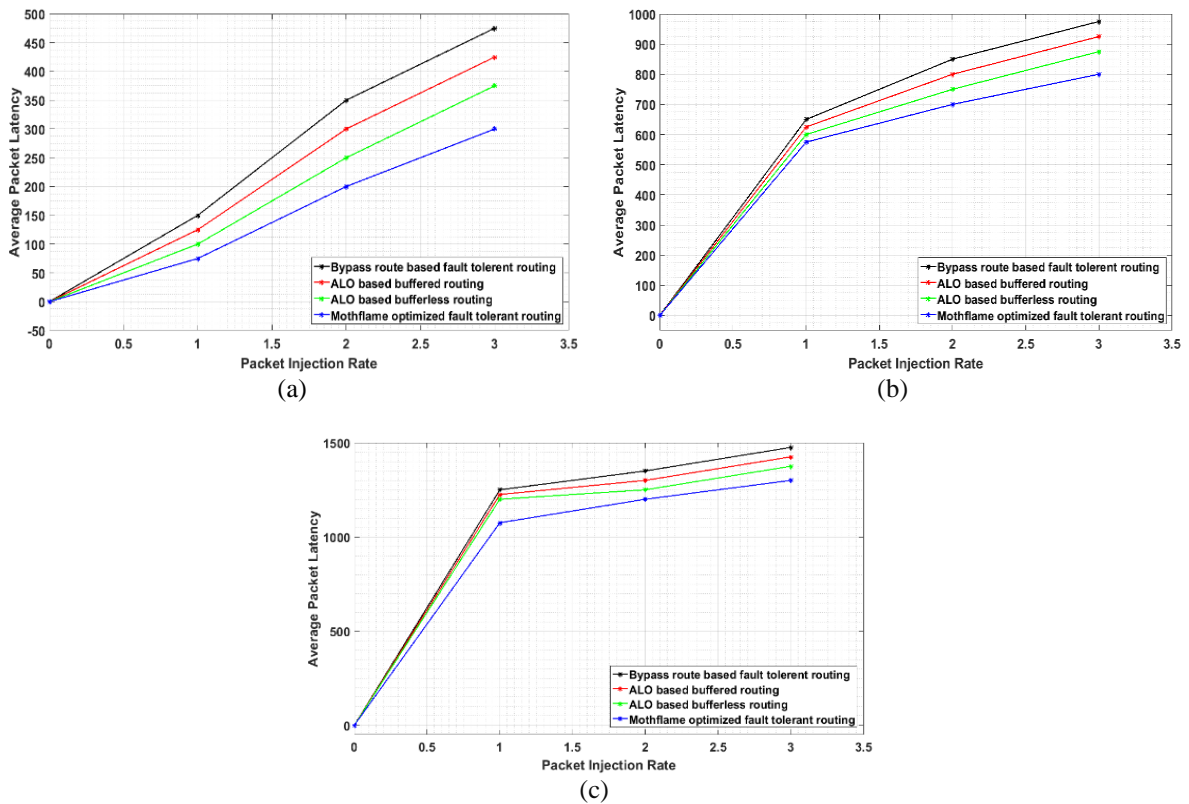 500
450
400
350
300
250
200
150
100
50
0
-50
Average Packet Latency
0 0.5 1 1.5 2 2.5 3 3.5
Packet Injection Rate
Bypass route based fault tolerent routing
ALO based buffered routing
ALO based bufferless routing
Mothflame optimized fault tolerant routing
(a)
1000
900
800
700
600
500
400
300
200
100
0
Average Packet Latency
0 0.5 1 1.5 2 2.5 3 3.5
Packet Injection Rate
Bypass route based fault tolerent routing
ALO based buffered routing
ALO based bufferless routing
Mothflame optimized fault tolerant routing
(b)
1500
1000
500
0
Average Packet Latency
0 0.5 1 1.5 2 2.5 3 3.5
Packet Injection Rate
Bypass route based fault tolerent routing
ALO based buffered routing
ALO based bufferless routing
Mothflame optimized fault tolerant routing
(c)